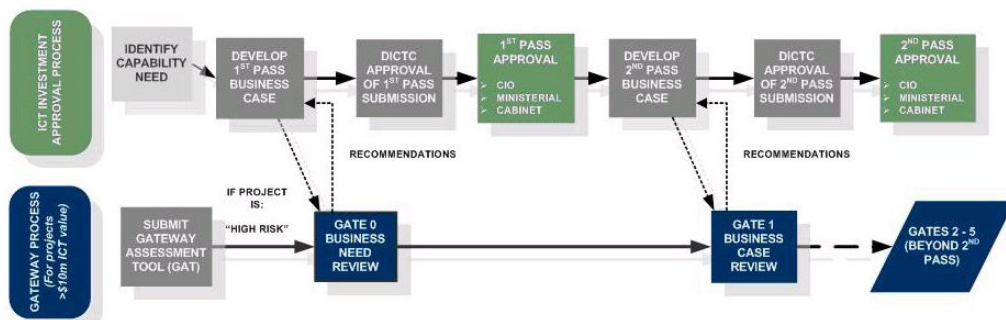 ICT INVESTMENT
APPROVAL PROCESS
IDENTIFY
CAPABILITY
NEED
DEVELOP
1ST PASS
BUSINESS
CASE
DICTC
APPROVAL
OF 1ST PASS
SUBMISSION
1ST PASS
APPROVAL
➢ CIO
➢ MINISTERIAL
➢ CABINET
DEVELOP
2ND PASS
BUSINESS
CASE
DICTC
APPROVAL
OF 2ND PASS
SUBMISSION
2ND PASS
APPROVAL
➢ CIO
➢ MINISTERIAL
➢ CABINET
RECOMMENDATIONS
RECOMMENDATIONS
GATEWAY PROCESS
(For projects
>$10m ICT value)
SUBMIT
GATEWAY
ASSESSMENT
TOOL (GAT)
IF PROJECT
IS:
“HIGH RISK”
GATE 0
BUSINESS
NEED
REVIEW
GATE 1
BUSINESS
CASE
REVIEW
GATES 2 - 5
(BEYOND 2ND
PASS)